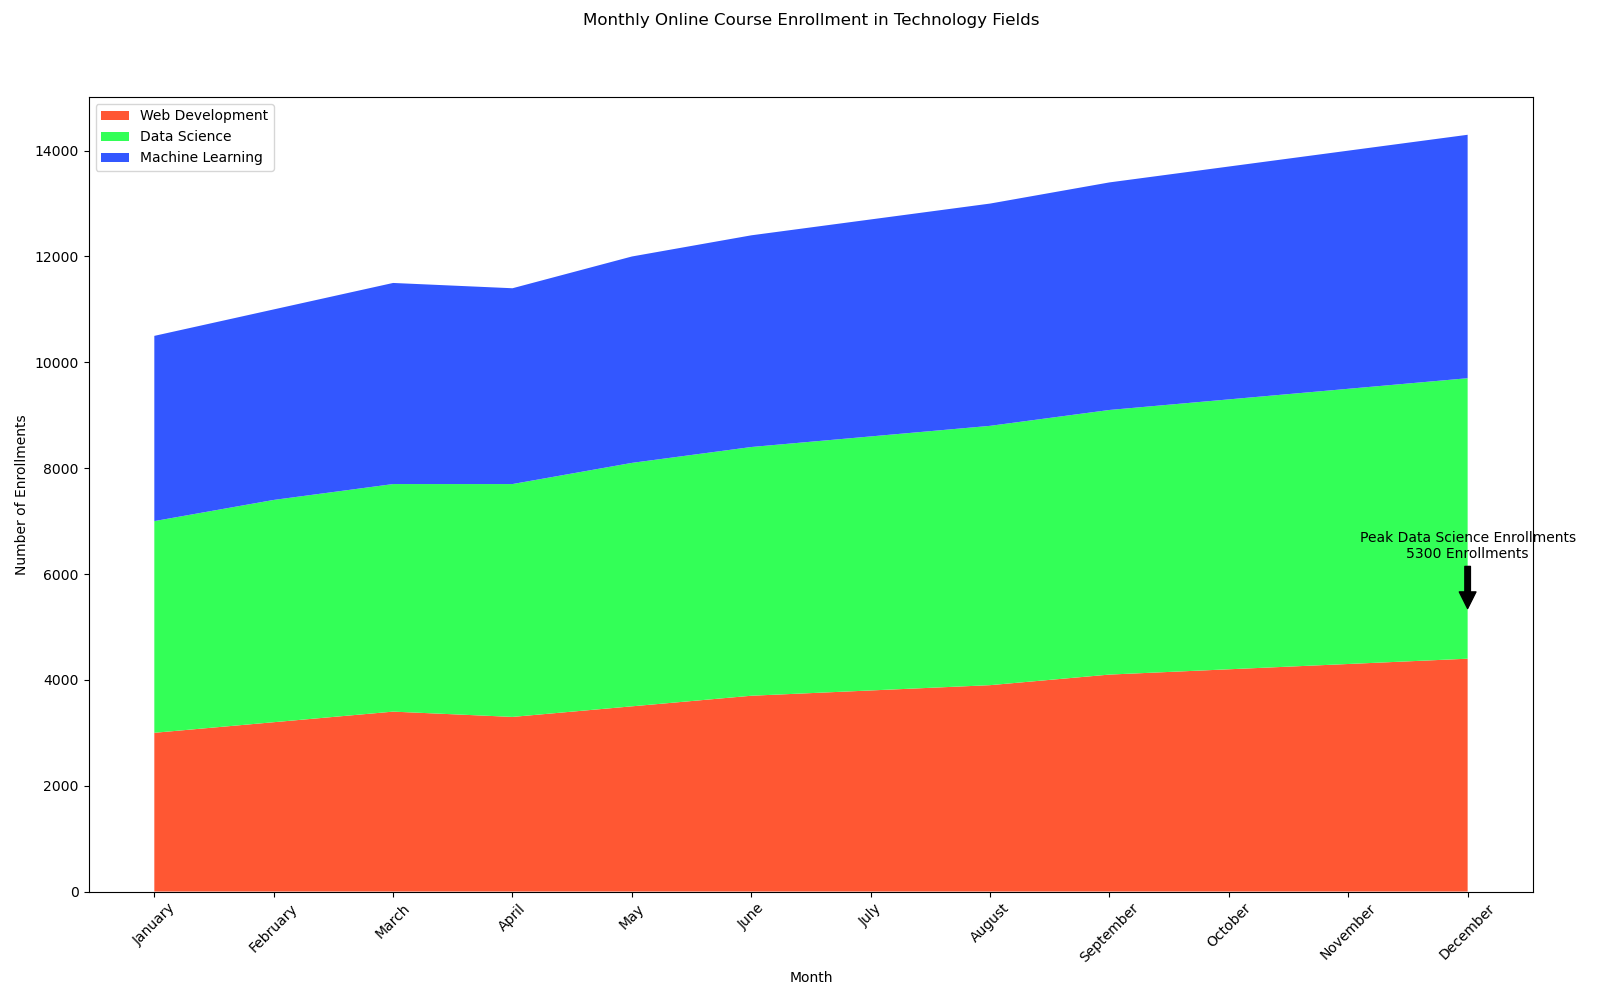 Monthly Online Course Enrollment in Technology Fields
Web Development
Data Science
Machine Learning
14000
12000
10000
8000
6000
4000
2000
0
Number of Enrollments
Peak Data Science Enrollments
5300 Enrollments
January
February
March
April
May
June
July
August
September
October
November
December
Month